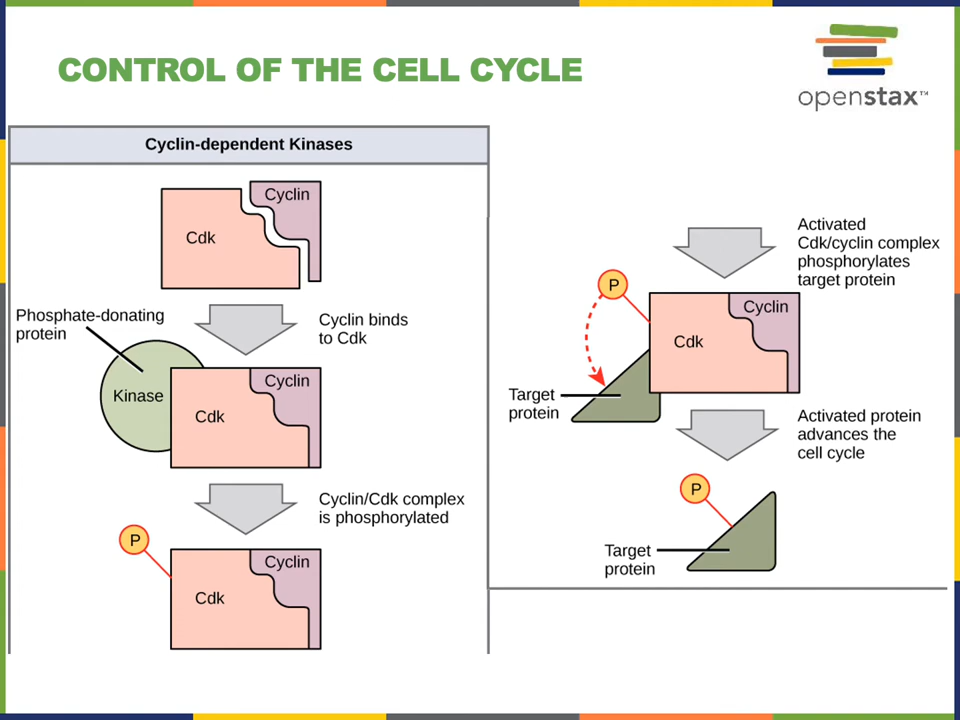 CONTROL OF THE CELL CYCLE
openstax™
Cyclin-dependent Kinases
Cyclin
Cdk
Phosphate-donating
protein
Cyclin binds
to Cdk
Kinase
Cyclin
Cdk
Cyclin/Cdk complex
is phosphorylated
P
Cyclin
Cdk
Activated
Cdk/cyclin complex
phosphorylates
target protein
P
Cyclin
Cdk
Target
protein
Activated protein
advances the
cell cycle
P
Target
protein